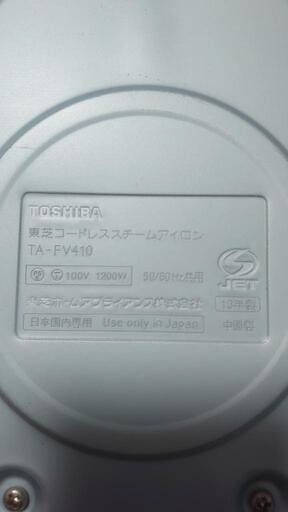 TOSHIBA
東芝コードレススチームアイロン
TA-FV410
100V 1200W 50/60Hz共用
JET
東芝ホームアプライアンス株式会社
13年製
日本国内専用 Use only in Japan
中国製